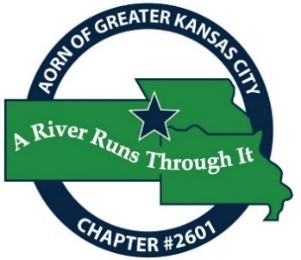 AORN OF GREATER KANSAS CITY
A River Runs Through It
CHAPTER #2601